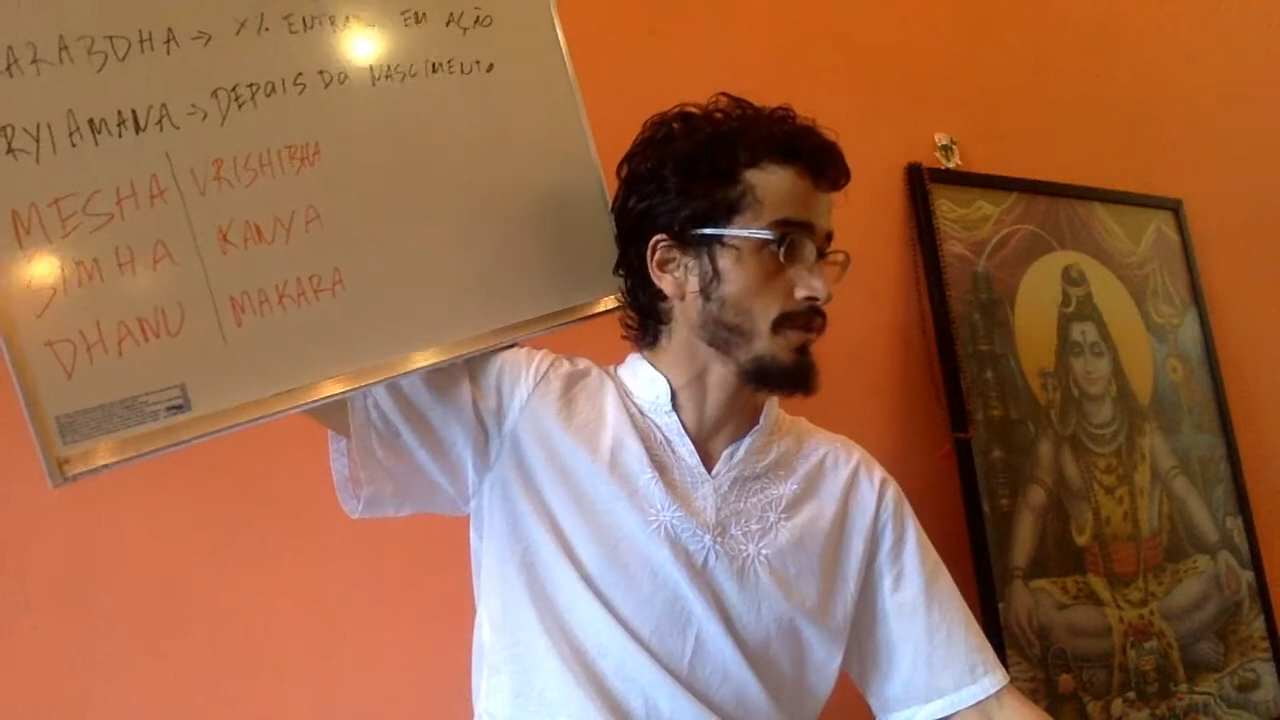 ARABDHA → X% ENTRA EM AÇÃO
RYIAMANA → DEPOIS DO NASCIMENTO
MESHA | VRISHIBHA
SIMHA | KANYA
DHANU | MAKARA